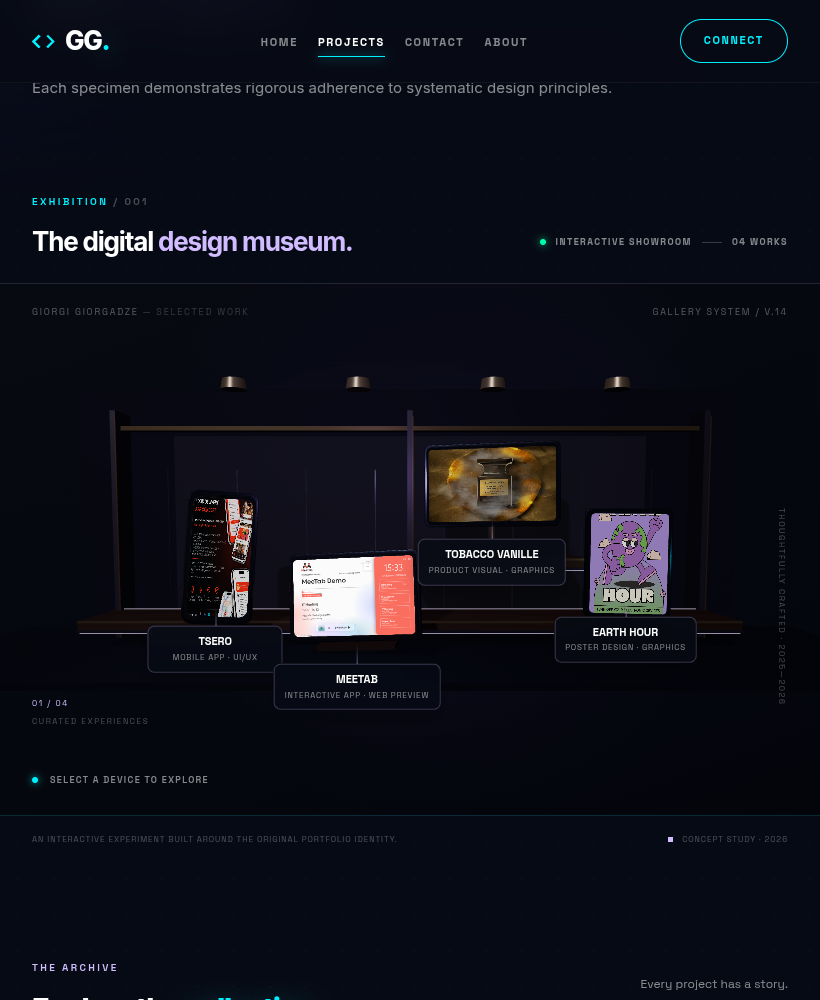 <> GG.
HOME PROJECTS CONTACT ABOUT
CONNECT
Each specimen demonstrates rigorous adherence to systematic design principles.
EXHIBITION / 001
The digital design museum.
INTERACTIVE SHOWROOM — 04 WORKS
GIORGI GIORGADZE — SELECTED WORK
GALLERY SYSTEM / V.14
MeeTab Demo
15:33
HOUR
TOBACCO VANILLE
PRODUCT VISUAL · GRAPHICS
TSERO
MOBILE APP · UI/UX
EARTH HOUR
POSTER DESIGN · GRAPHICS
MEETAB
INTERACTIVE APP · WEB PREVIEW
THOUGHTFULLY CRAFTED · 2025—2026
01 / 04
CURATED EXPERIENCES
SELECT A DEVICE TO EXPLORE
AN INTERACTIVE EXPERIMENT BUILT AROUND THE ORIGINAL PORTFOLIO IDENTITY.
CONCEPT STUDY · 2026
THE ARCHIVE
Every project has a story.